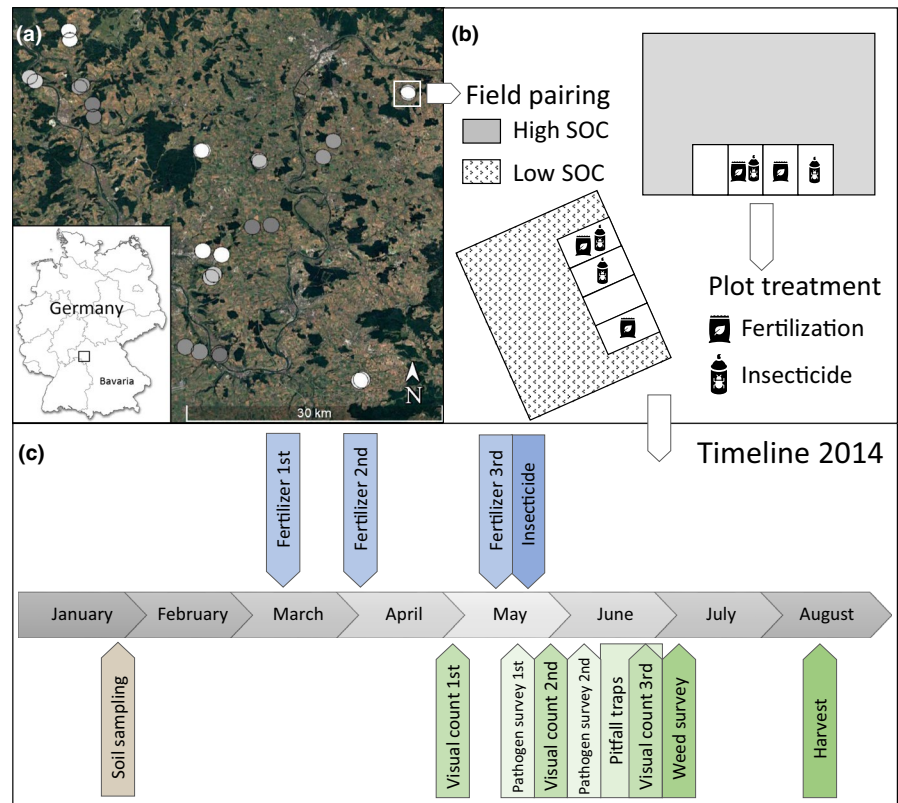 (a)
Germany
Bavaria
N
30 km
(b)
Field pairing
High SOC
Low SOC
Plot treatment
Fertilization
Insecticide
(c)
Timeline 2014
Fertilizer 1st
Fertilizer 2nd
Fertilizer 3rd
Insecticide
January
February
March
April
May
June
July
August
Soil sampling
Visual count 1st
Pathogen survey 1st
Visual count 2nd
Pathogen survey 2nd
Pitfall traps
Visual count 3rd
Weed survey
Harvest